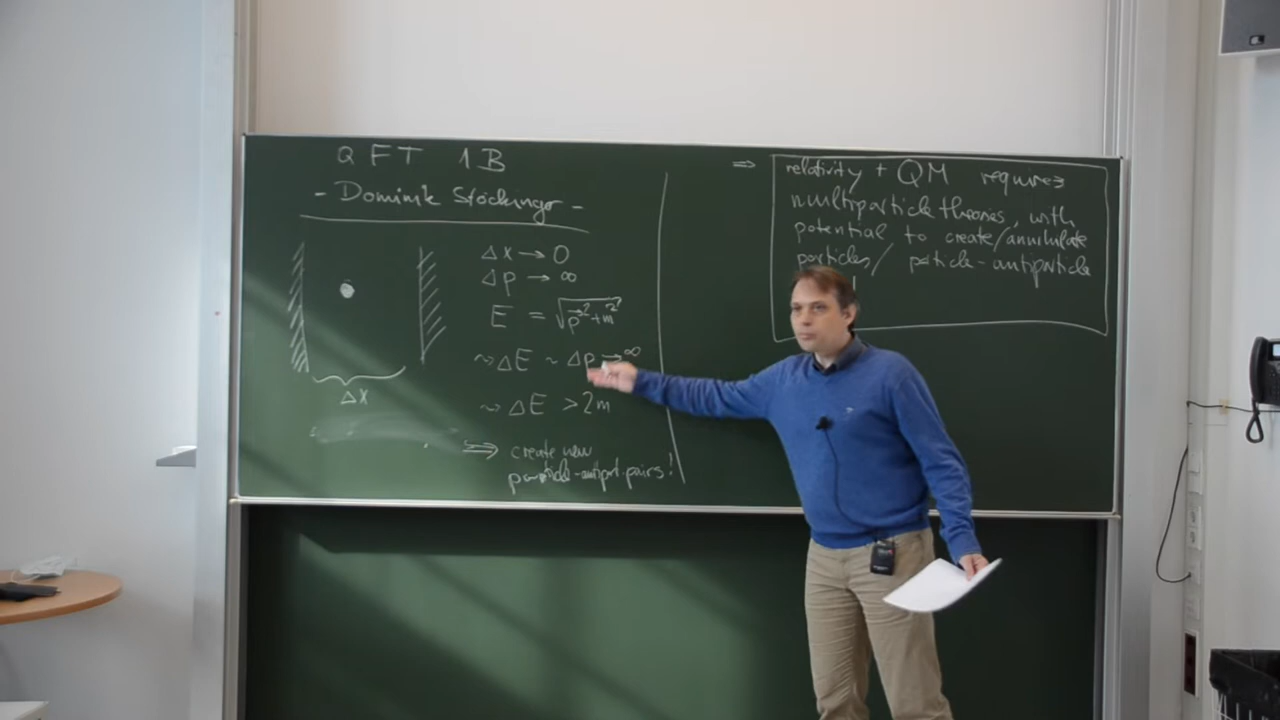 QFT 1B
- Dominik Stöckinger -
Δx → 0
Δp → ∞
E = √p⃗²+m²
~> ΔE ~ Δp → ∞
Δx
~> ΔE > 2m
⇒ create new
particle-antipart. pairs!
⇒ relativity + QM requires
multiparticle theories, with
potential to create/annihilate
particles/ particle-antiparticle